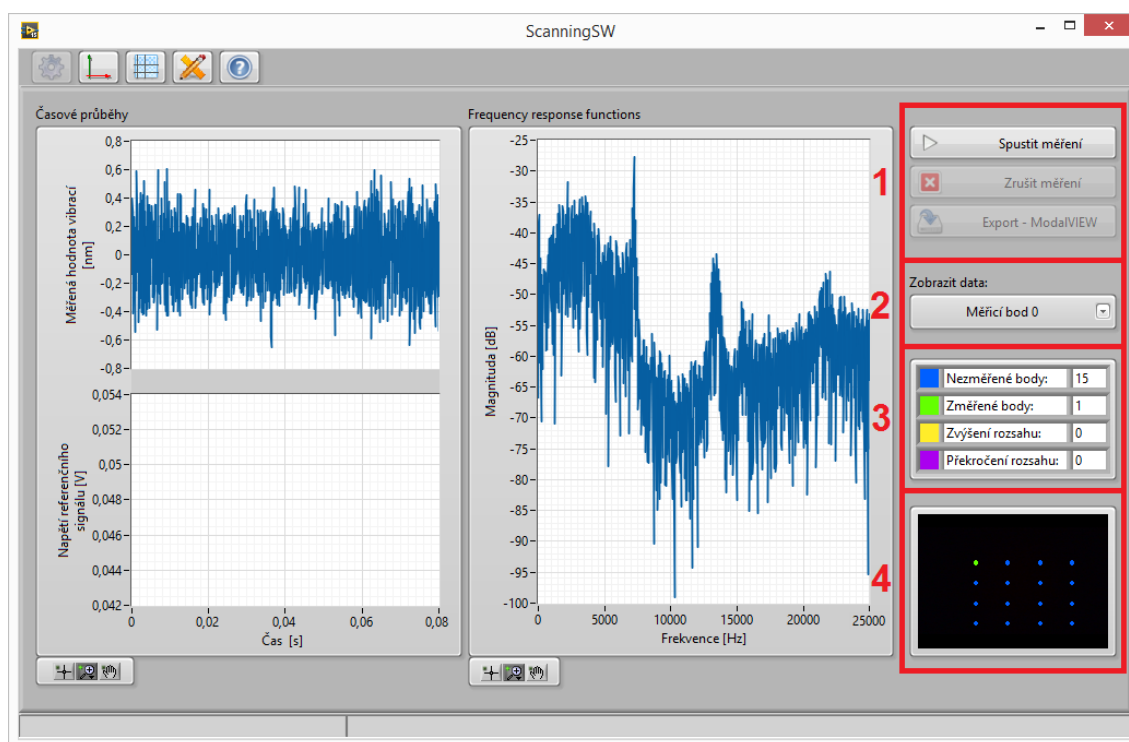 ScanningSW
Časové průběhy
Měřená hodnota vibrací
[nm]
0,8
0,6
0,4
0,2
0
-0,2
-0,4
-0,6
-0,8
Napětí referenčního
signálu [V]
0,054
0,052
0,05
0,048
0,046
0,044
0,042
0
0,02
0,04
0,06
0,08
Čas [s]
Frequency response functions
Magnituda [dB]
-25
-30
-35
-40
-45
-50
-55
-60
-65
-70
-75
-80
-85
-90
-95
-100
0
5000
10000
15000
20000
25000
Frekvence [Hz]
1
Spustit měření
Zrušit měření
Export - ModalVIEW
2
Zobrazit data:
Měřicí bod 0
3
Nezměřené body: 15
Změřené body: 1
Zvýšení rozsahu: 0
Překročení rozsahu: 0
4